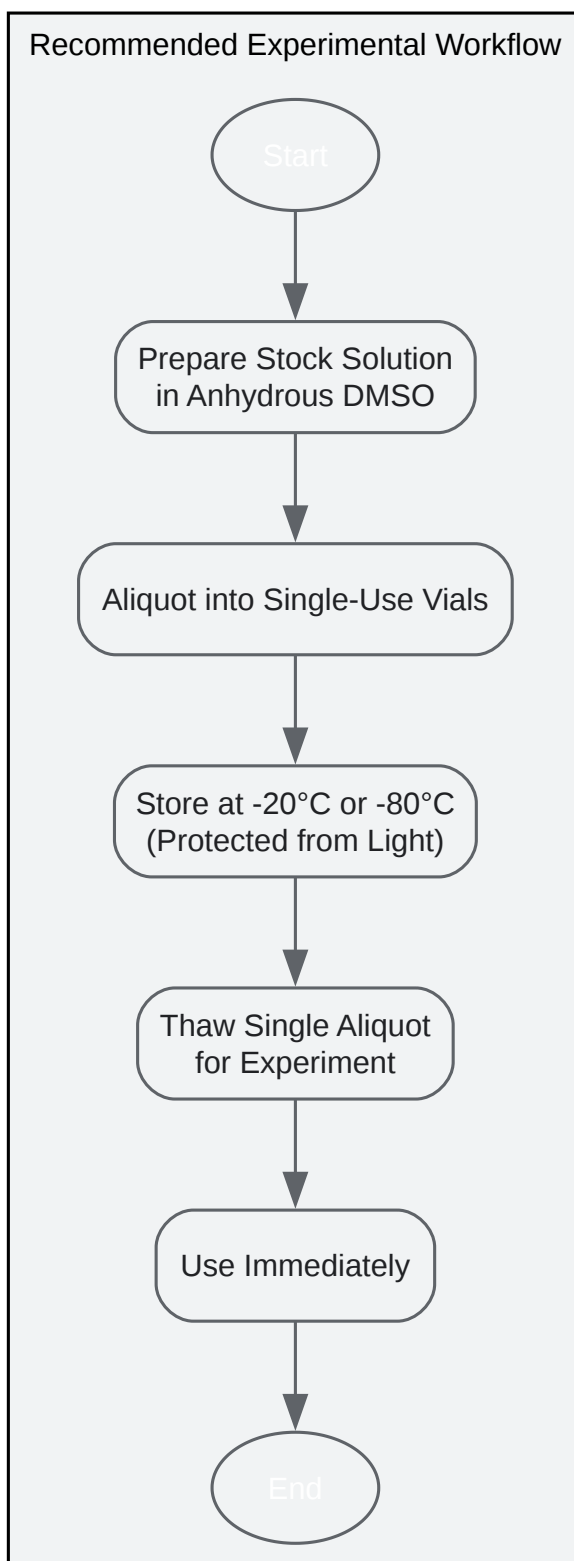 Recommended Experimental Workflow
Start
Prepare Stock Solution
in Anhydrous DMSO
Aliquot into Single-Use Vials
Store at -20°C or -80°C
(Protected from Light)
Thaw Single Aliquot
for Experiment
Use Immediately
End